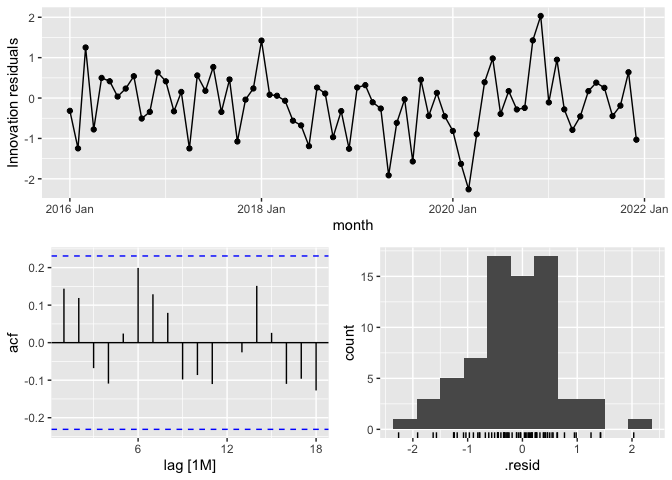 2
1
0
-1
-2
Innovation residuals
2016 Jan 2018 Jan 2020 Jan 2022 Jan
month
0.2
0.1
0.0
-0.1
-0.2
acf
6 12 18
lag [1M]
15
10
5
0
count
-2 -1 0 1 2
.resid